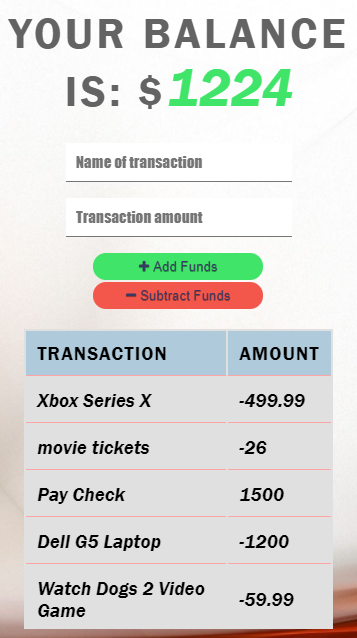 YOUR BALANCE
IS: $1224
Name of transaction
Transaction amount
+ Add Funds
− Subtract Funds
TRANSACTION AMOUNT
Xbox Series X -499.99
movie tickets -26
Pay Check 1500
Dell G5 Laptop -1200
Watch Dogs 2 Video
Game -59.99